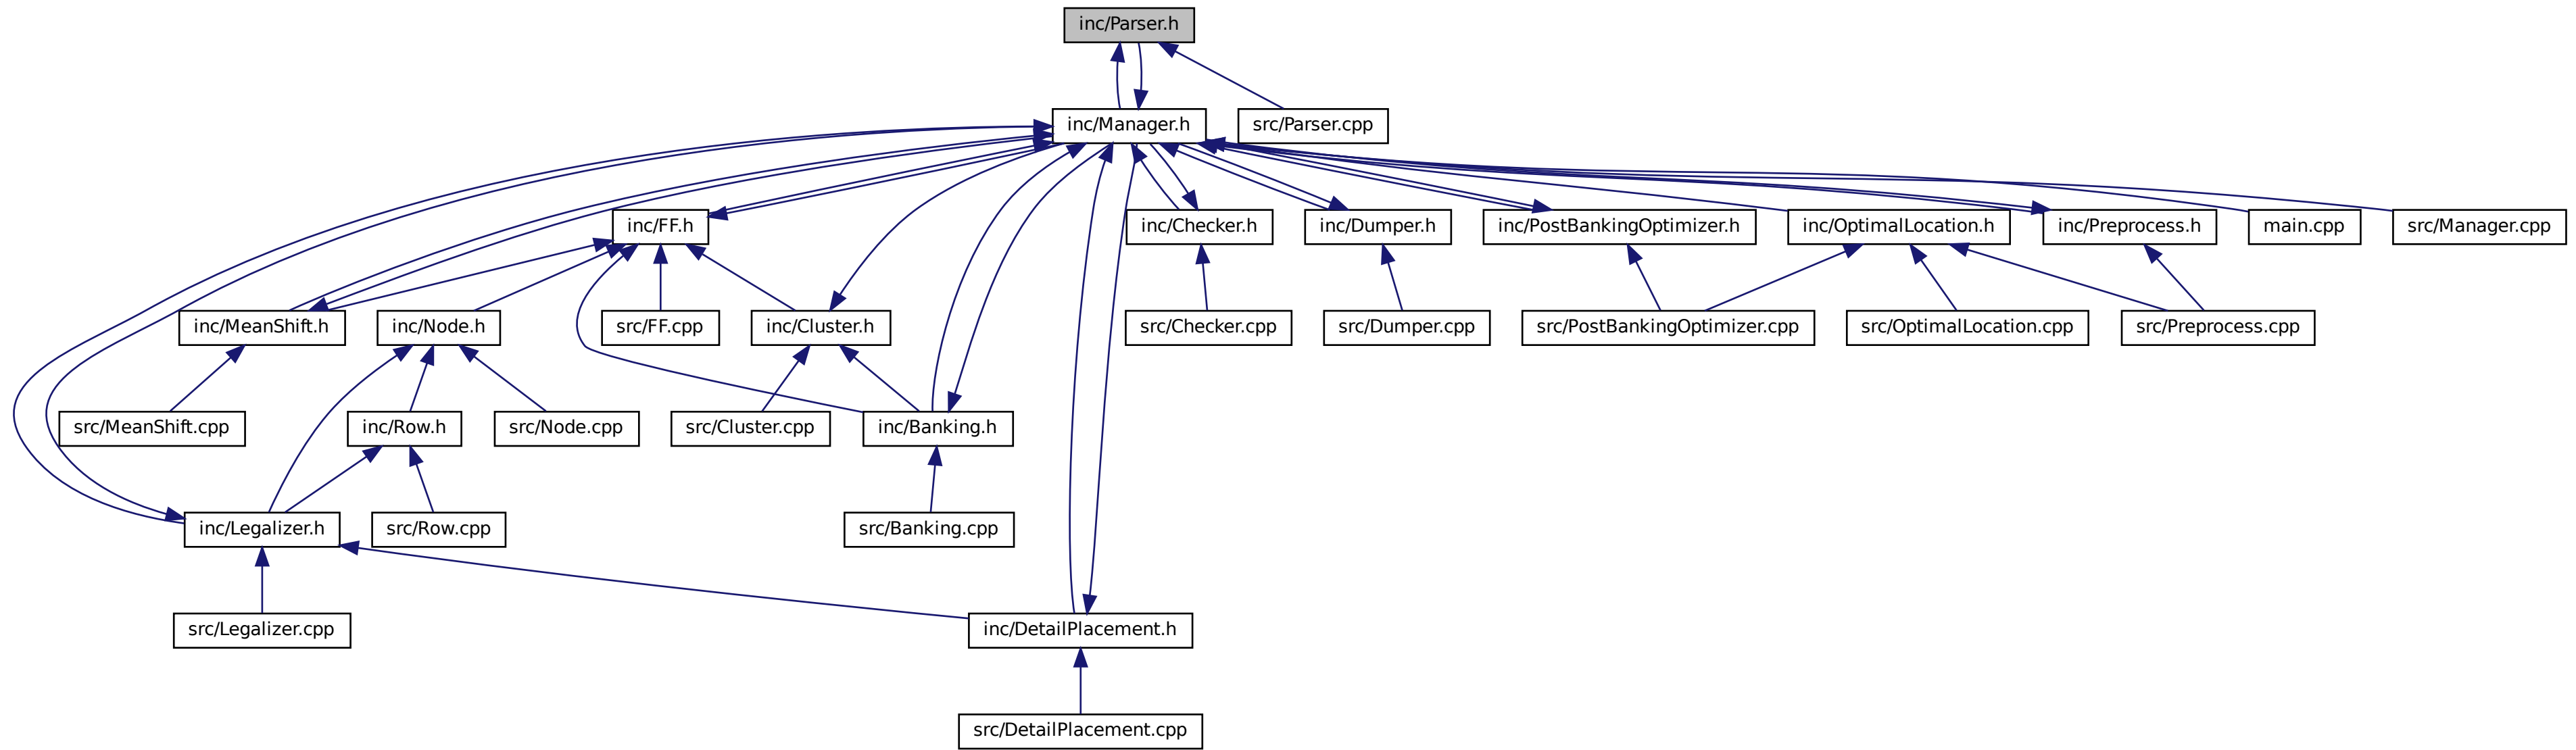 inc/Parser.h
inc/Manager.h
src/Parser.cpp
inc/FF.h
inc/Checker.h
inc/Dumper.h
inc/PostBankingOptimizer.h
inc/OptimalLocation.h
inc/Preprocess.h
main.cpp
src/Manager.cpp
inc/MeanShift.h
inc/Node.h
src/FF.cpp
inc/Cluster.h
src/Checker.cpp
src/Dumper.cpp
src/PostBankingOptimizer.cpp
src/OptimalLocation.cpp
src/Preprocess.cpp
src/MeanShift.cpp
inc/Row.h
src/Node.cpp
src/Cluster.cpp
inc/Banking.h
inc/Legalizer.h
src/Row.cpp
src/Banking.cpp
src/Legalizer.cpp
inc/DetailPlacement.h
src/DetailPlacement.cpp